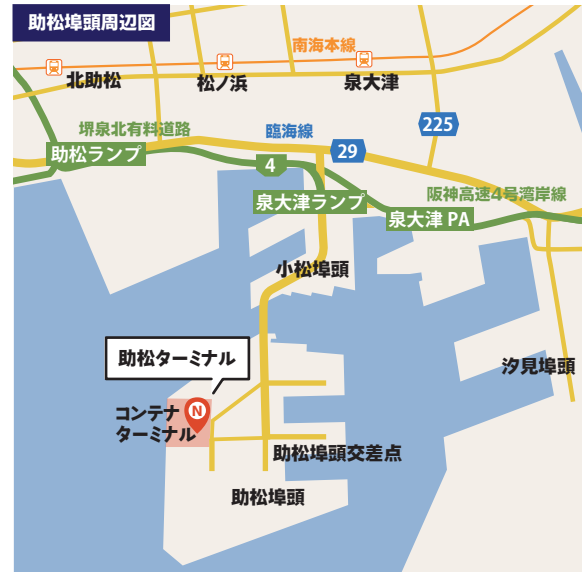 助松埠頭周辺図
南海本線
北助松
松ノ浜
泉大津
225
堺泉北有料道路
臨海線
29
助松ランプ
4
阪神高速4号湾岸線
泉大津ランプ
泉大津 PA
小松埠頭
助松ターミナル
汐見埠頭
コンテナ
ターミナル
N
助松埠頭交差点
助松埠頭